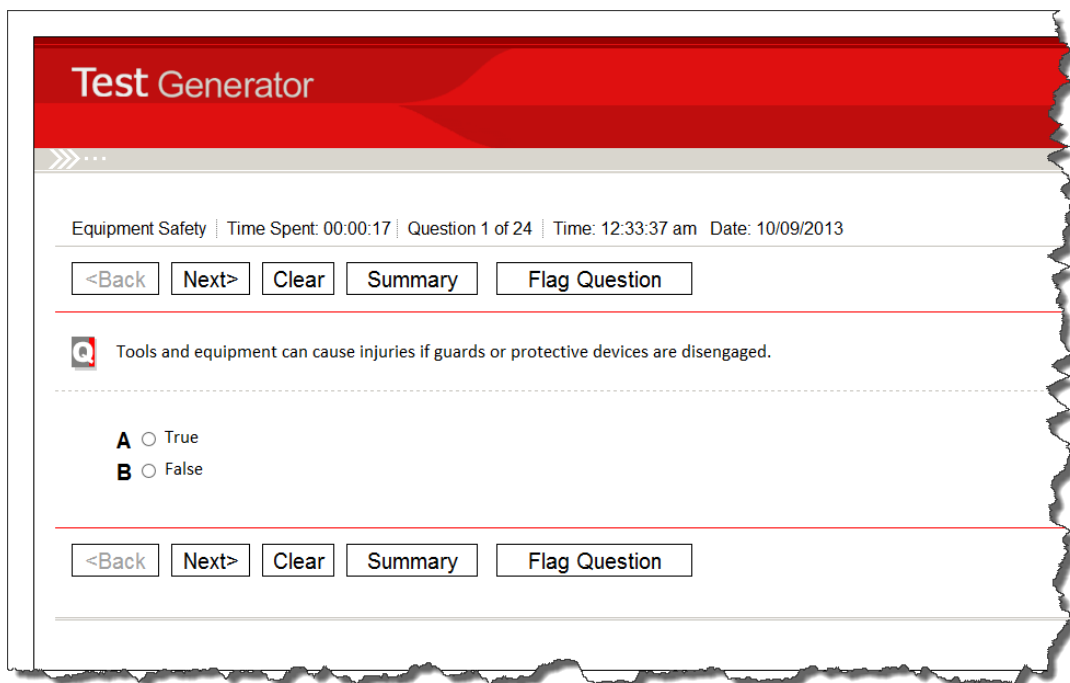 Test Generator
Equipment Safety Time Spent: 00:00:17 Question 1 of 24 Time: 12:33:37 am Date: 10/09/2013
<Back Next> Clear Summary Flag Question
Q Tools and equipment can cause injuries if guards or protective devices are disengaged.
A True
B False
<Back Next> Clear Summary Flag Question